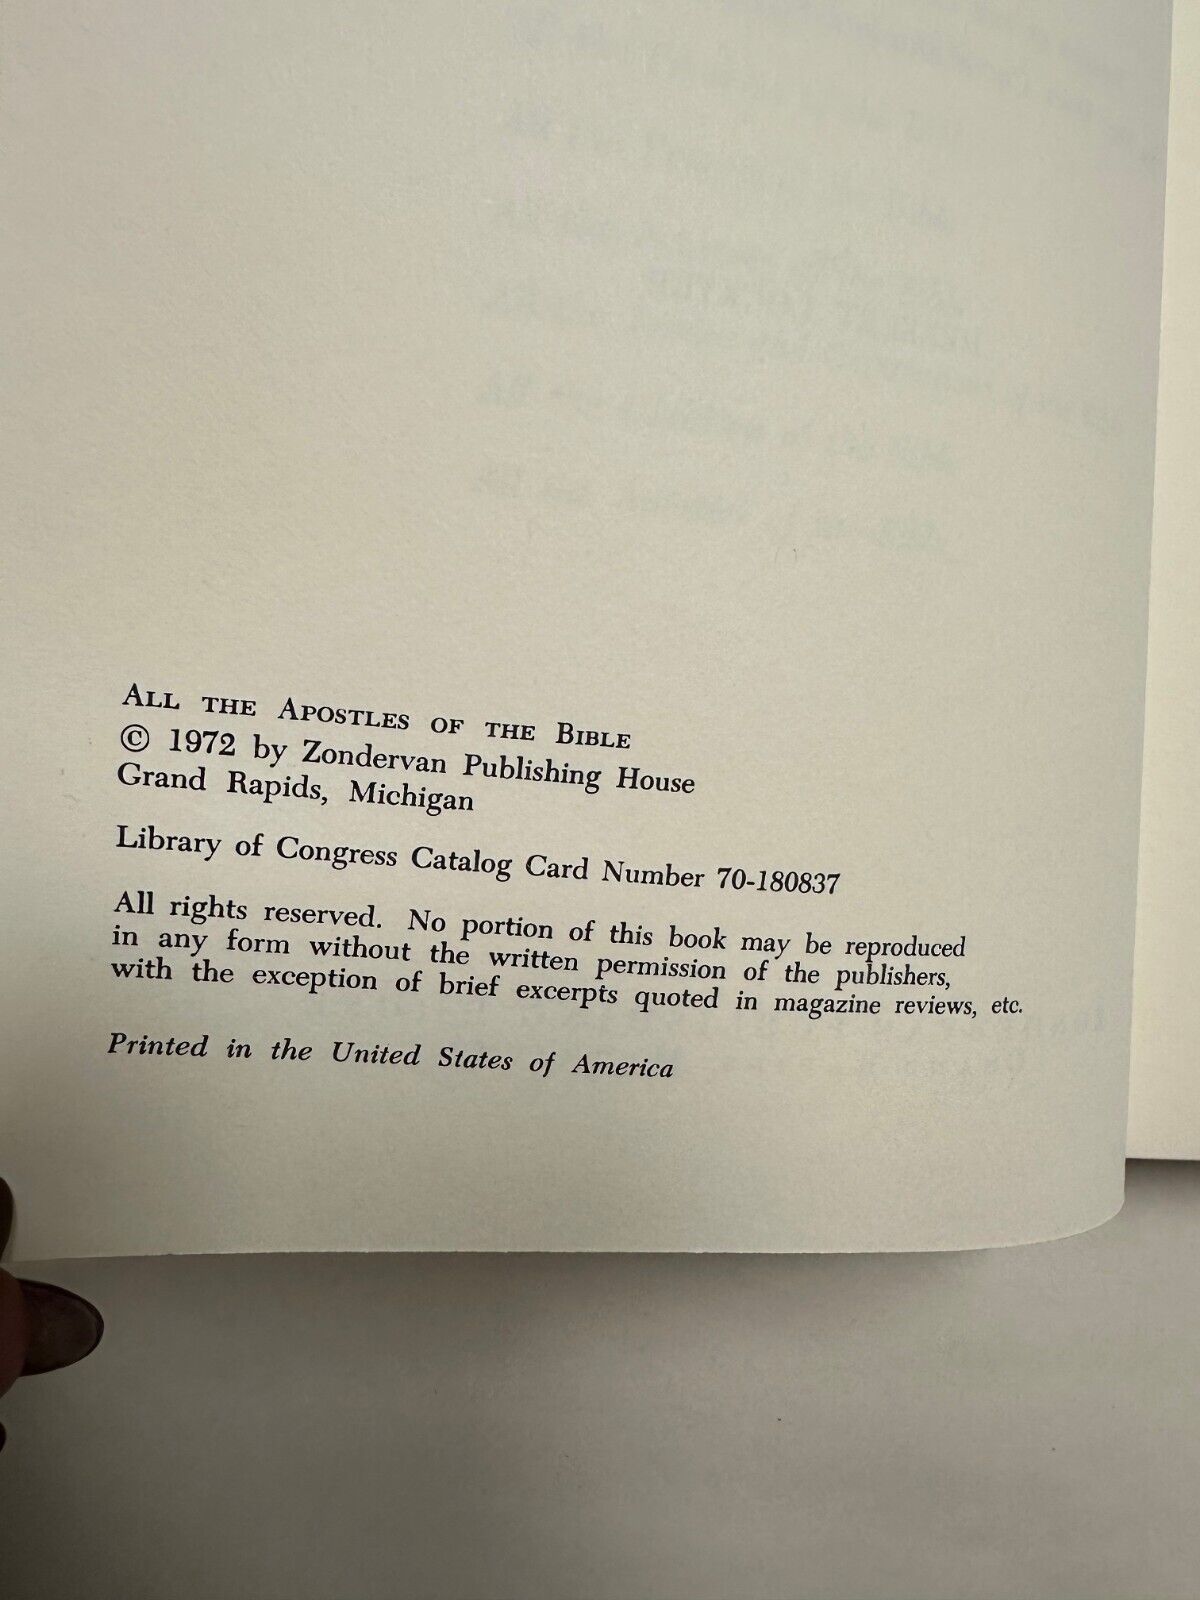 ALL THE APOSTLES OF THE BIBLE
© 1972 by Zondervan Publishing House
Grand Rapids, Michigan
Library of Congress Catalog Card Number 70-180837
All rights reserved. No portion of this book may be reproduced
in any form without the written permission of the publishers,
with the exception of brief excerpts quoted in magazine reviews, etc.
Printed in the United States of America